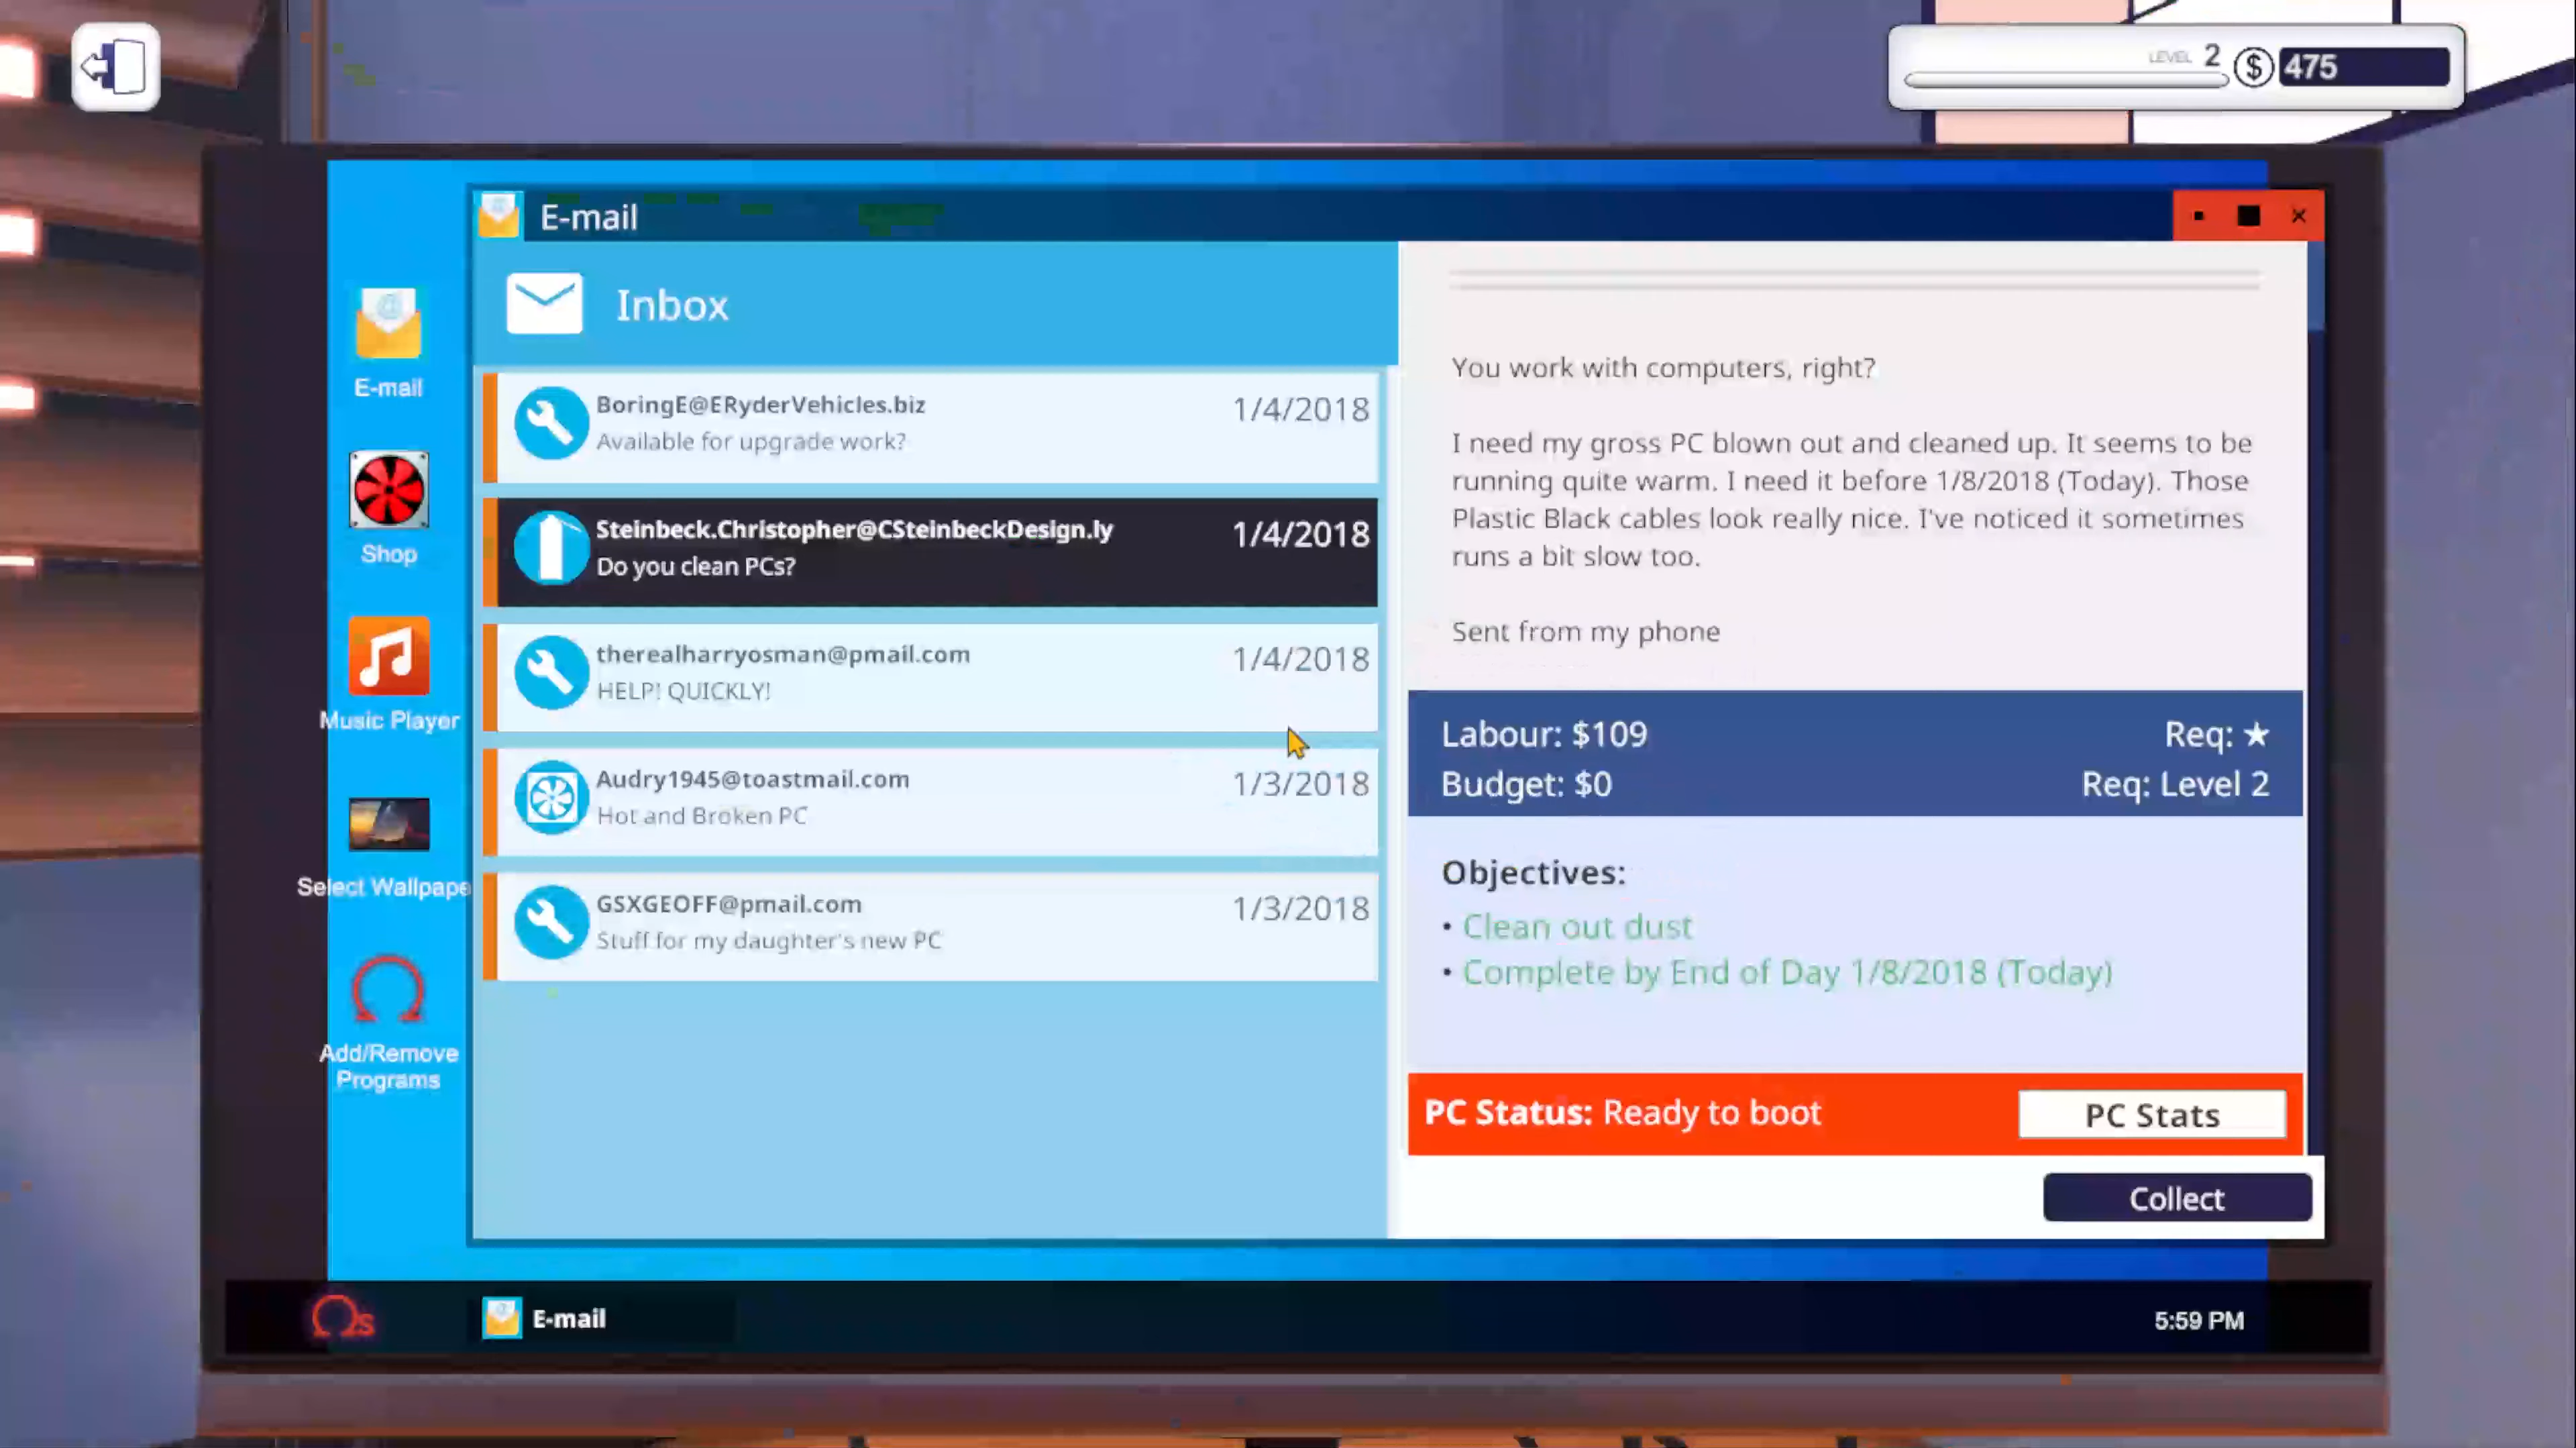 LEVEL 2 $ 475
E-mail
Inbox
E-mail
Shop
Music Player
Select Wallpape
Add/Remove
Programs
BoringE@ERyderVehicles.biz 1/4/2018
Available for upgrade work?
Steinbeck.Christopher@CSteinbeckDesign.ly 1/4/2018
Do you clean PCs?
therealharryosman@pmail.com 1/4/2018
HELP! QUICKLY!
Audry1945@toastmail.com 1/3/2018
Hot and Broken PC
GSXGEOFF@pmail.com 1/3/2018
Stuff for my daughter's new PC
You work with computers, right?
I need my gross PC blown out and cleaned up. It seems to be
running quite warm. I need it before 1/8/2018 (Today). Those
Plastic Black cables look really nice. I've noticed it sometimes
runs a bit slow too.
Sent from my phone
Labour: $109 Req: ★
Budget: $0 Req: Level 2
Objectives:
• Clean out dust
• Complete by End of Day 1/8/2018 (Today)
PC Status: Ready to boot PC Stats
Collect
Ωs E-mail 5:59 PM